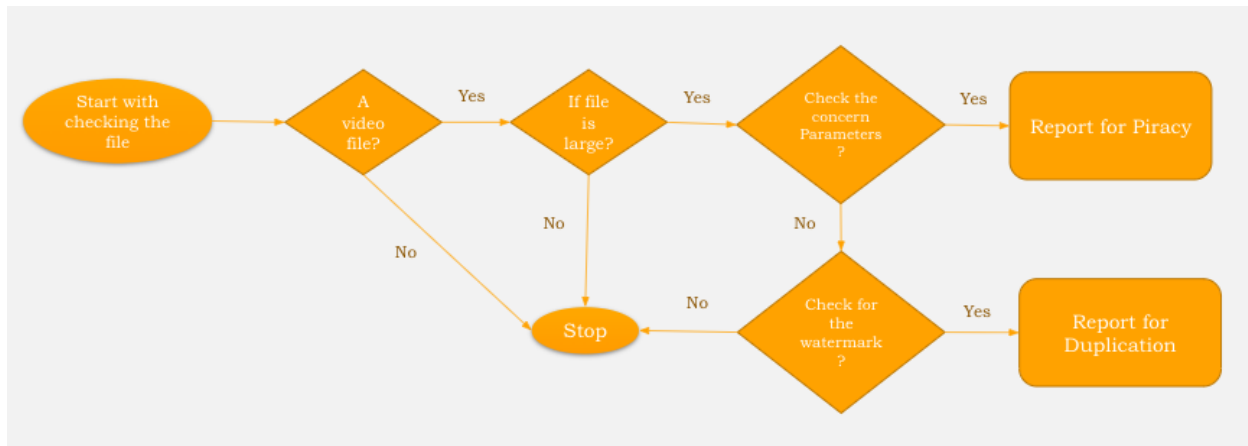 Start with
checking the
file
A
video
file?
Yes
If file
is
large?
Yes
Check the
concern
Parameters
?
Yes
Report for Piracy
No
No
No
Stop
No
Check for
the
watermark
?
Yes
Report for
Duplication